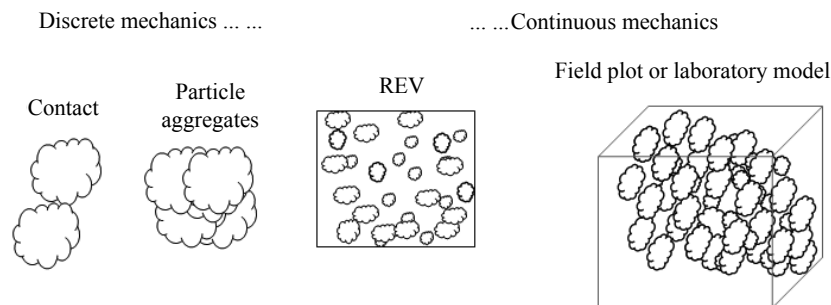 Discrete mechanics ... ...
... ...Continuous mechanics
Contact
Particle
aggregates
REV
Field plot or laboratory model